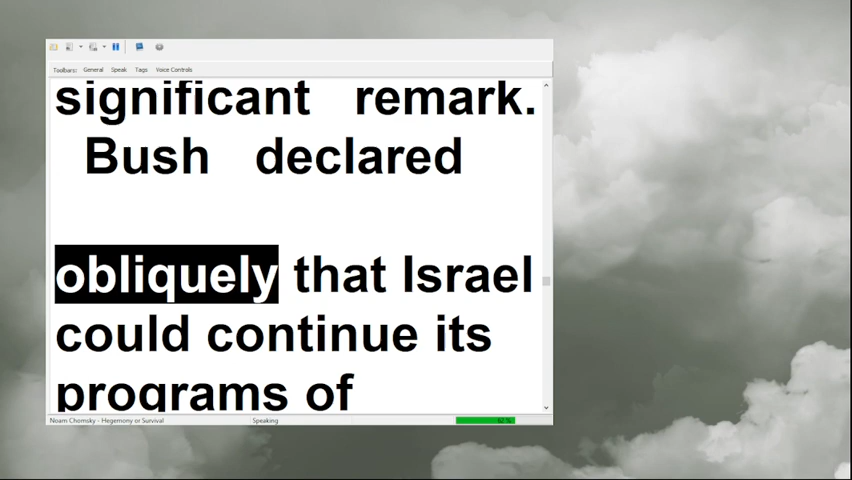 Toolbars: General Speak Tags Voice Controls
significant remark.
Bush declared
obliquely that Israel
could continue its
programs of
Noam Chomsky - Hegemony or Survival Speaking 62 %